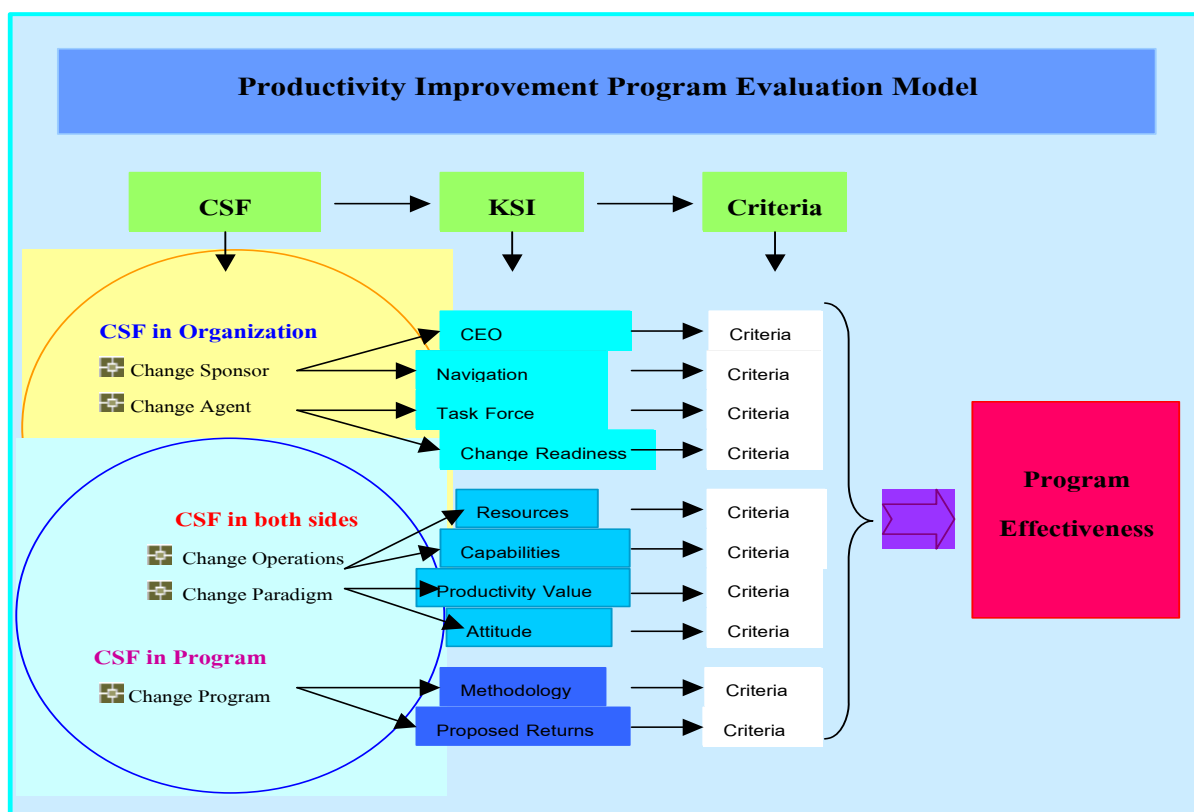 Productivity Improvement Program Evaluation Model
CSF
KSI
Criteria
CSF in Organization
Change Sponsor
Change Agent
CEO
Navigation
Task Force
Change Readiness
Criteria
Criteria
Criteria
Criteria
CSF in both sides
Change Operations
Change Paradigm
Resources
Capabilities
Productivity Value
Attitude
Criteria
Criteria
Criteria
Criteria
CSF in Program
Change Program
Methodology
Proposed Returns
Criteria
Criteria
Program
Effectiveness